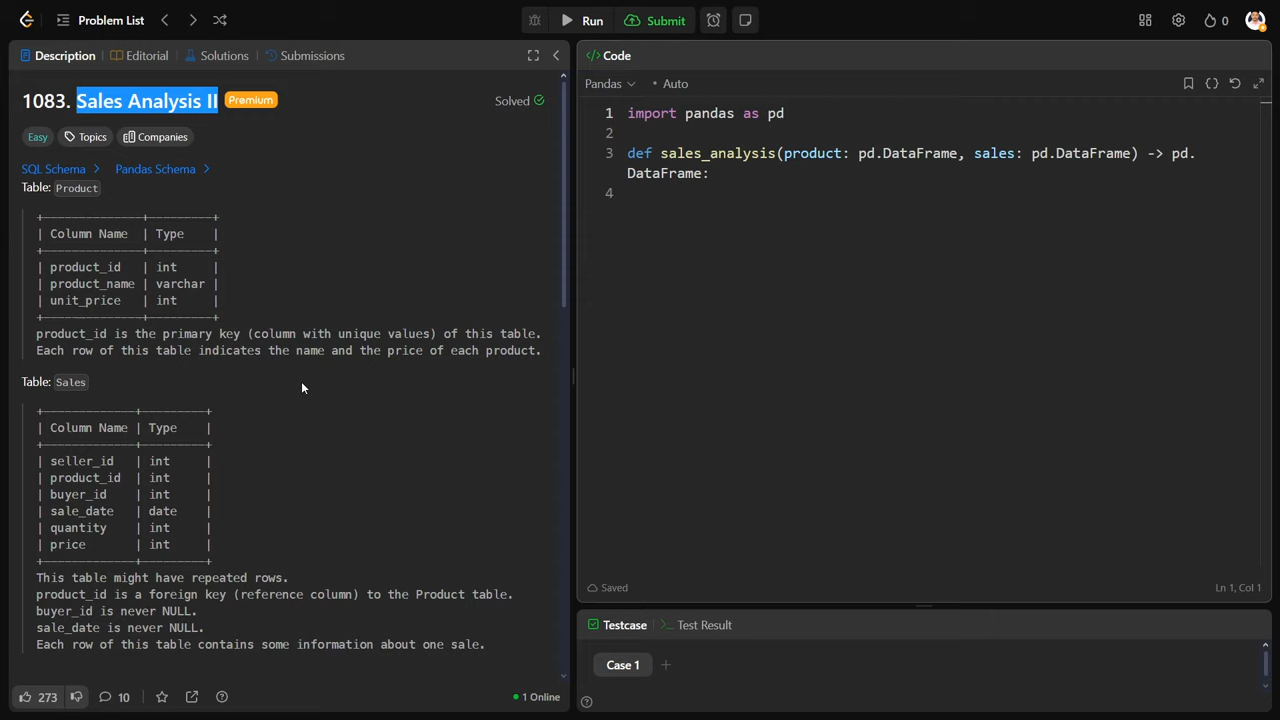 Problem List
Run
Submit
0
Description
Editorial
Solutions
Submissions
1083. Sales Analysis II
Premium
Solved
Easy
Topics
Companies
SQL Schema >
Pandas Schema >
Table: Product
+--------------+---------+
| Column Name  | Type    |
+--------------+---------+
| product_id   | int     |
| product_name | varchar |
| unit_price   | int     |
+--------------+---------+
product_id is the primary key (column with unique values) of this table.
Each row of this table indicates the name and the price of each product.
Table: Sales
+-------------+---------+
| Column Name | Type    |
+-------------+---------+
| seller_id   | int     |
| product_id  | int     |
| buyer_id    | int     |
| sale_date   | date    |
| quantity    | int     |
| price       | int     |
+-------------+---------+
This table might have repeated rows.
product_id is a foreign key (reference column) to the Product table.
buyer_id is never NULL.
sale_date is never NULL.
Each row of this table contains some information about one sale.
273
10
1 Online
</> Code
Pandas
Auto
1 import pandas as pd
2
3 def sales_analysis(product: pd.DataFrame, sales: pd.DataFrame) -> pd.
DataFrame:
4
Saved
Ln 1, Col 1
Testcase
>_ Test Result
Case 1
+